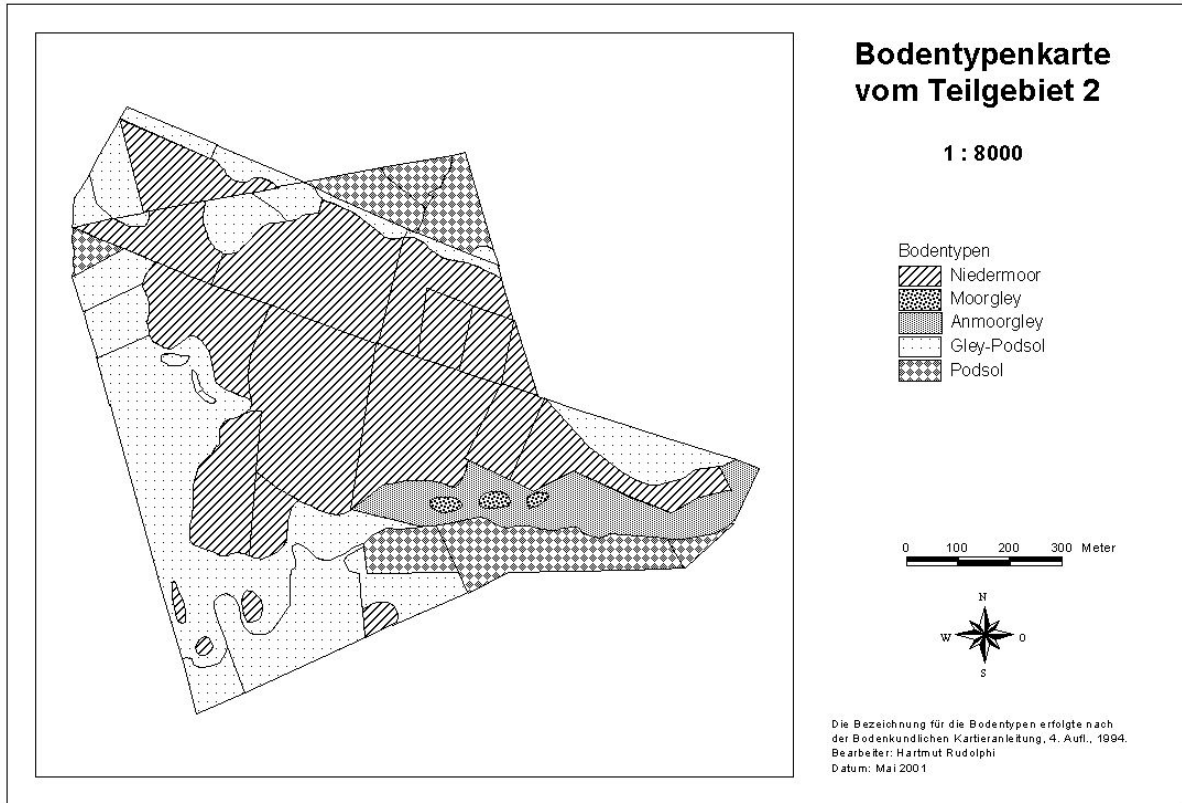 Bodentypenkarte
vom Teilgebiet 2
1 : 8000
Bodentypen
Niedermoor
Moorgley
Anmoorgley
Gley-Podsol
Podsol
0 100 200 300 Meter
N
W O
S
Die Bezeichnung für die Bodentypen erfolgte nach
der Bodenkundlichen Kartieranleitung, 4. Aufl., 1994.
Bearbeiter: Hartmut Rudolphi
Datum: Mai 2001